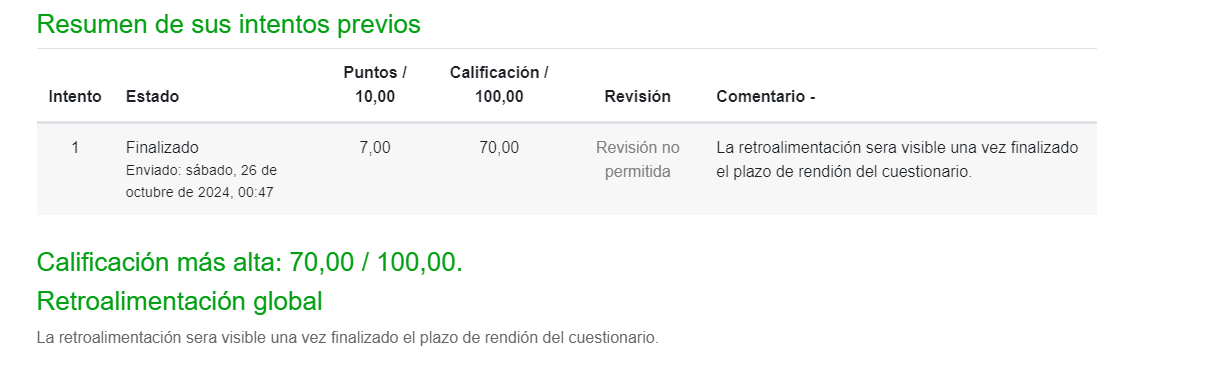 Resumen de sus intentos previos
Puntos / Calificación /
Intento Estado 10,00 100,00 Revisión Comentario -
1 Finalizado 7,00 70,00 Revisión no La retroalimentación sera visible una vez finalizado
Enviado: sábado, 26 de permitida el plazo de rendión del cuestionario.
octubre de 2024, 00:47
Calificación más alta: 70,00 / 100,00.
Retroalimentación global
La retroalimentación sera visible una vez finalizado el plazo de rendión del cuestionario.